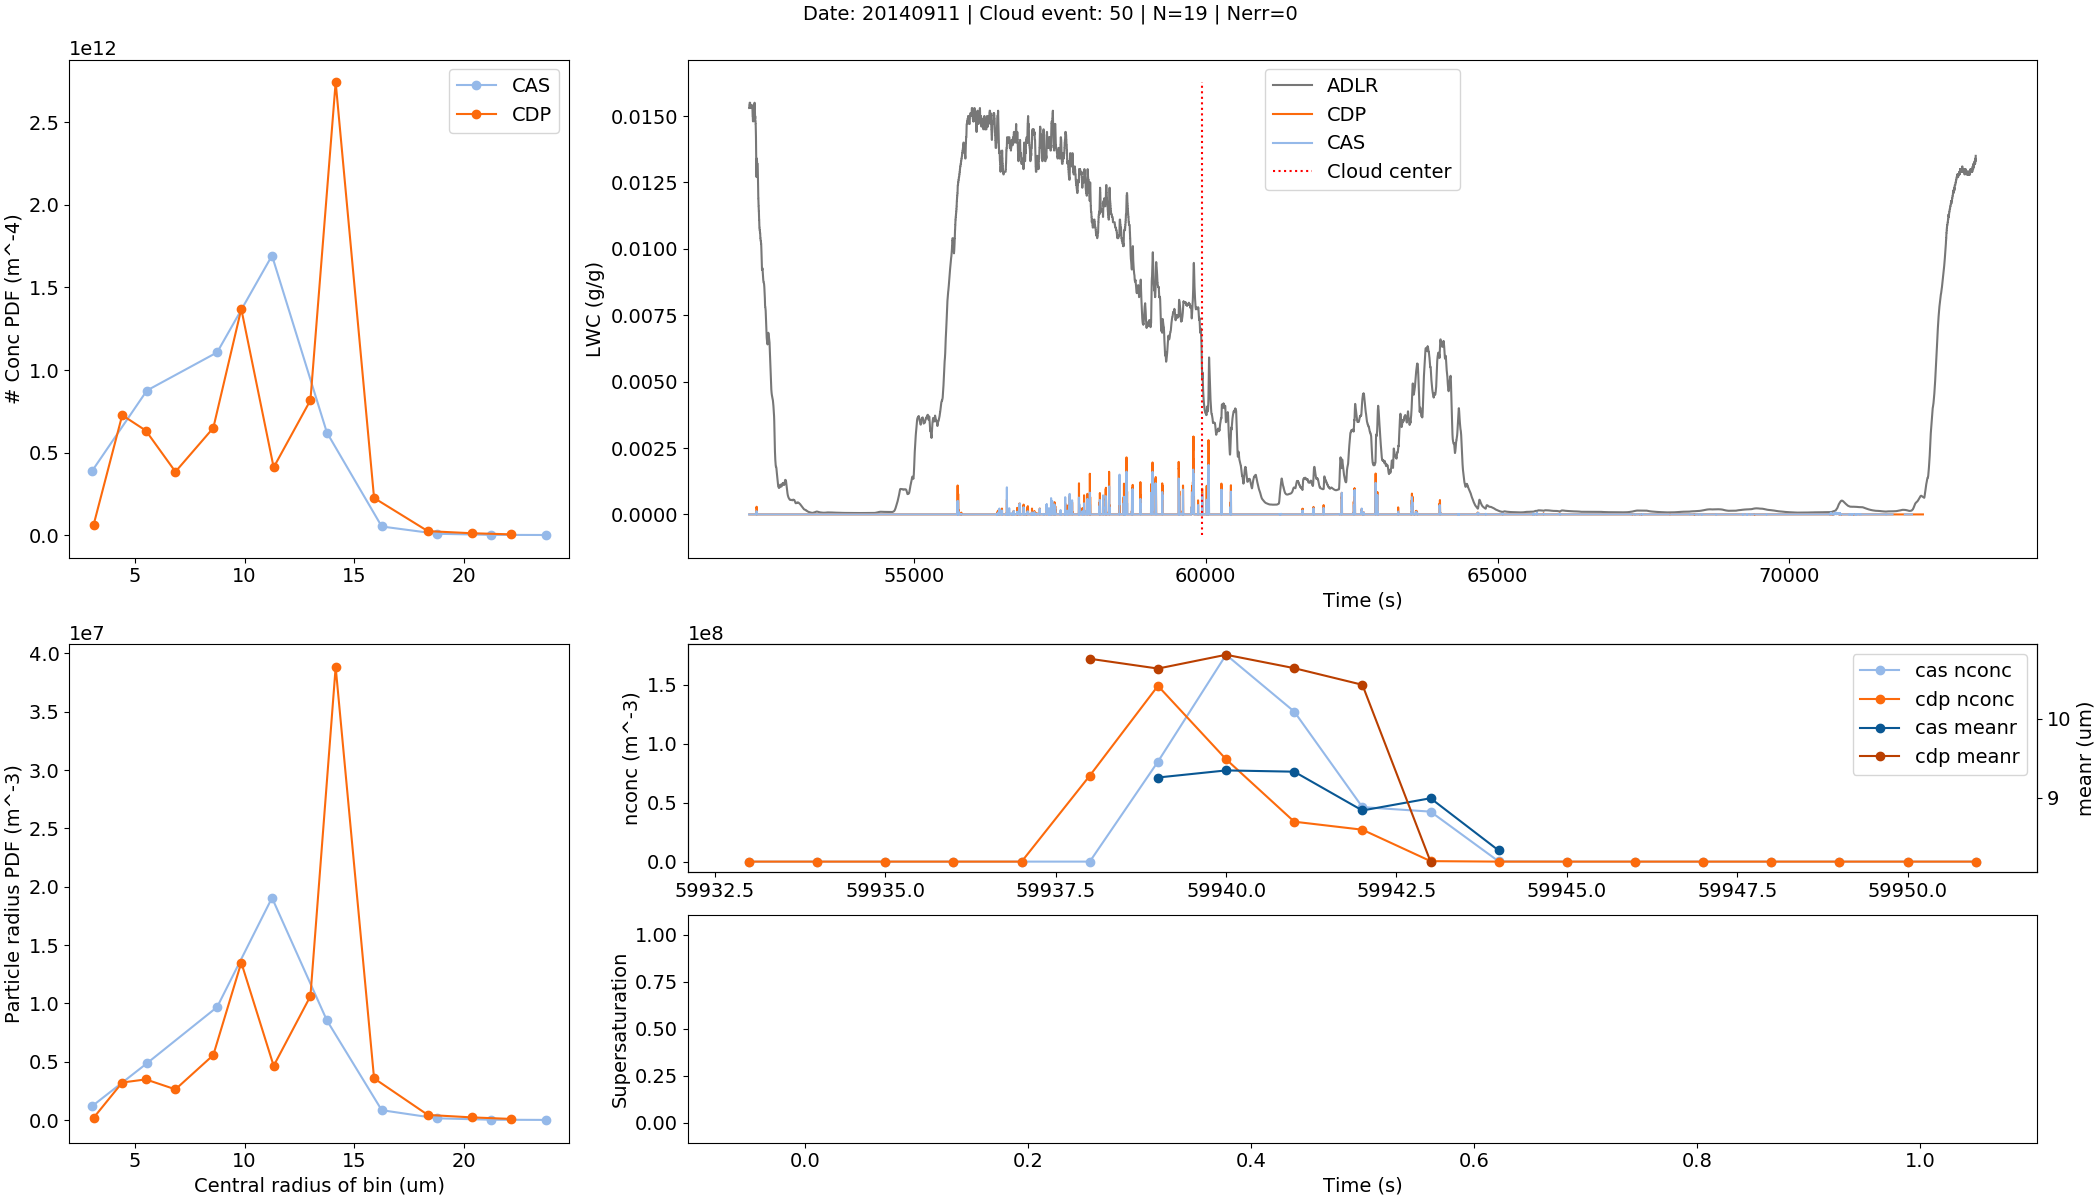 Date: 20140911 | Cloud event: 50 | N=19 | Nerr=0
1e12
# Conc PDF (m^-4)
2.5
2.0
1.5
1.0
0.5
0.0
5 10 15 20
CAS
CDP
LWC (g/g)
0.0150
0.0125
0.0100
0.0075
0.0050
0.0025
0.0000
55000 60000 65000 70000
Time (s)
ADLR
CDP
CAS
Cloud center
1e7
Particle radius PDF (m^-3)
4.0
3.5
3.0
2.5
2.0
1.5
1.0
0.5
0.0
5 10 15 20
Central radius of bin (um)
1e8
nconc (m^-3)
1.5
1.0
0.5
0.0
59932.5 59935.0 59937.5 59940.0 59942.5 59945.0 59947.5 59950.0
cas nconc
cdp nconc
cas meanr
cdp meanr
10
9
meanr (um)
Supersaturation
1.00
0.75
0.50
0.25
0.00
0.0 0.2 0.4 0.6 0.8 1.0
Time (s)